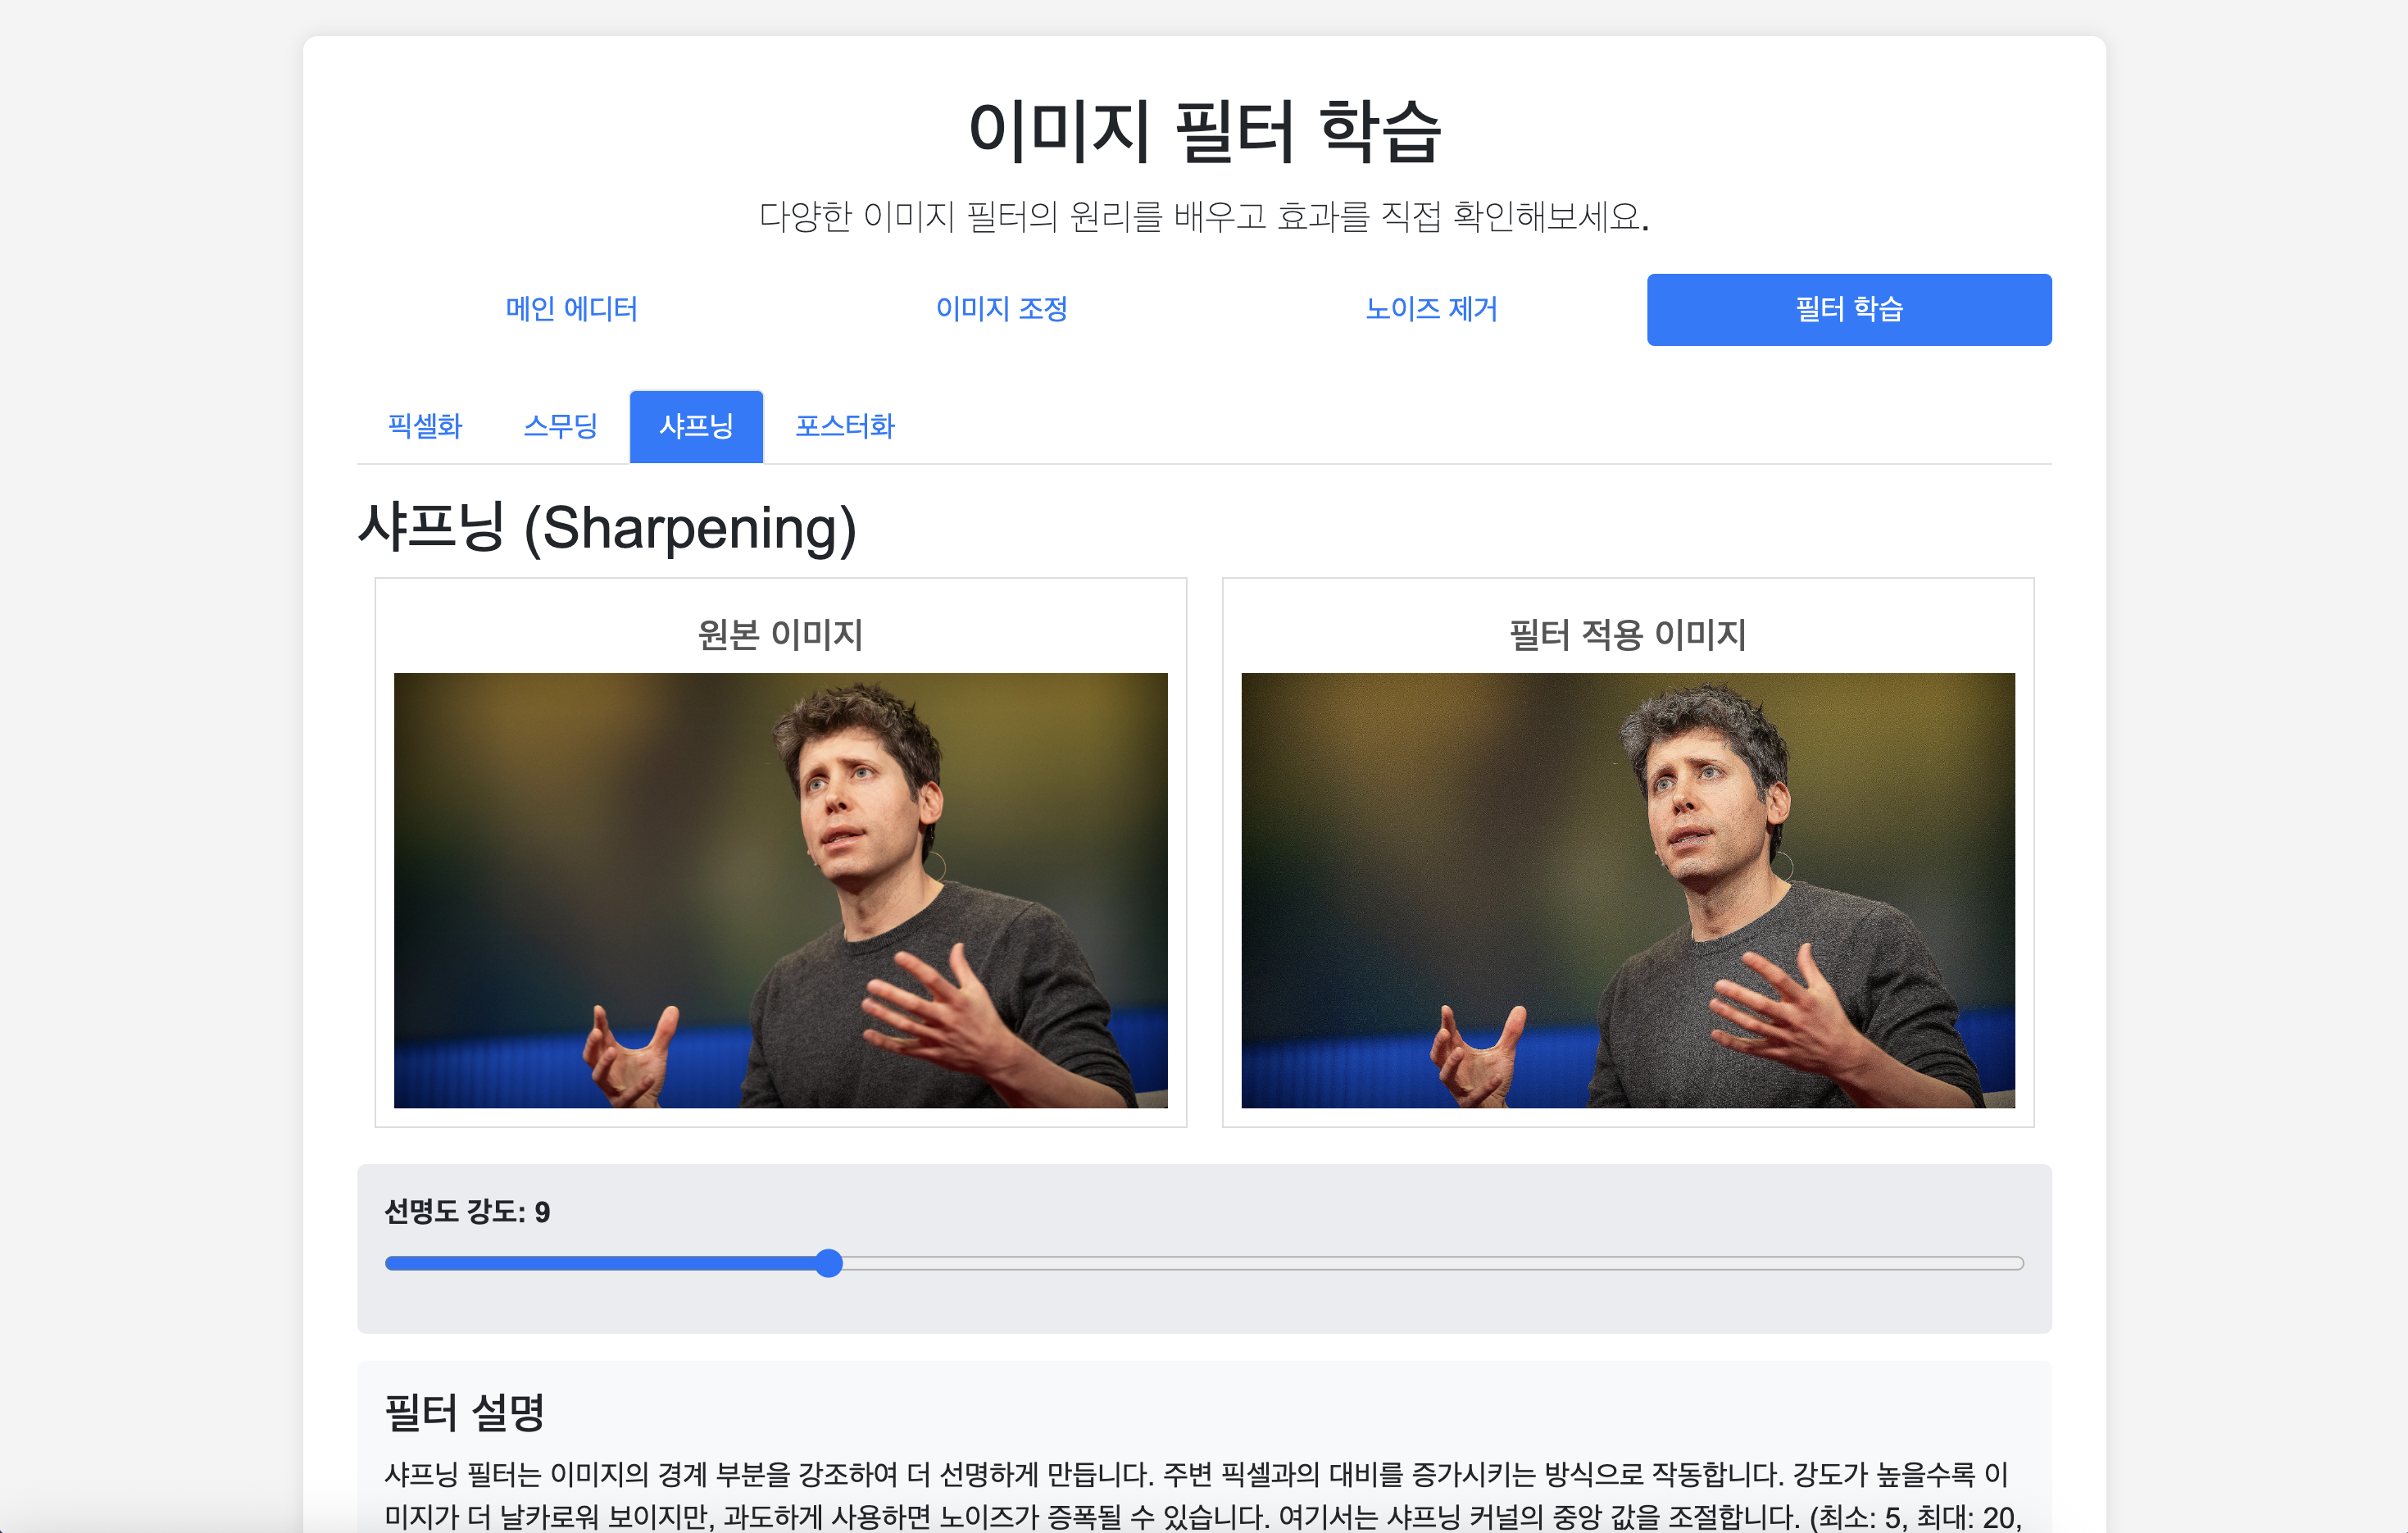 이미지 필터 학습
다양한 이미지 필터의 원리를 배우고 효과를 직접 확인해보세요.
메인 에디터
이미지 조정
노이즈 제거
필터 학습
픽셀화
스무딩
샤프닝
포스터화
샤프닝 (Sharpening)
원본 이미지
필터 적용 이미지
선명도 강도: 9
필터 설명
샤프닝 필터는 이미지의 경계 부분을 강조하여 더 선명하게 만듭니다. 주변 픽셀과의 대비를 증가시키는 방식으로 작동합니다. 강도가 높을수록 이
미지가 더 날카로워 보이지만, 과도하게 사용하면 노이즈가 증폭될 수 있습니다. 여기서는 샤프닝 커널의 중앙 값을 조절합니다. (최소: 5, 최대: 20,